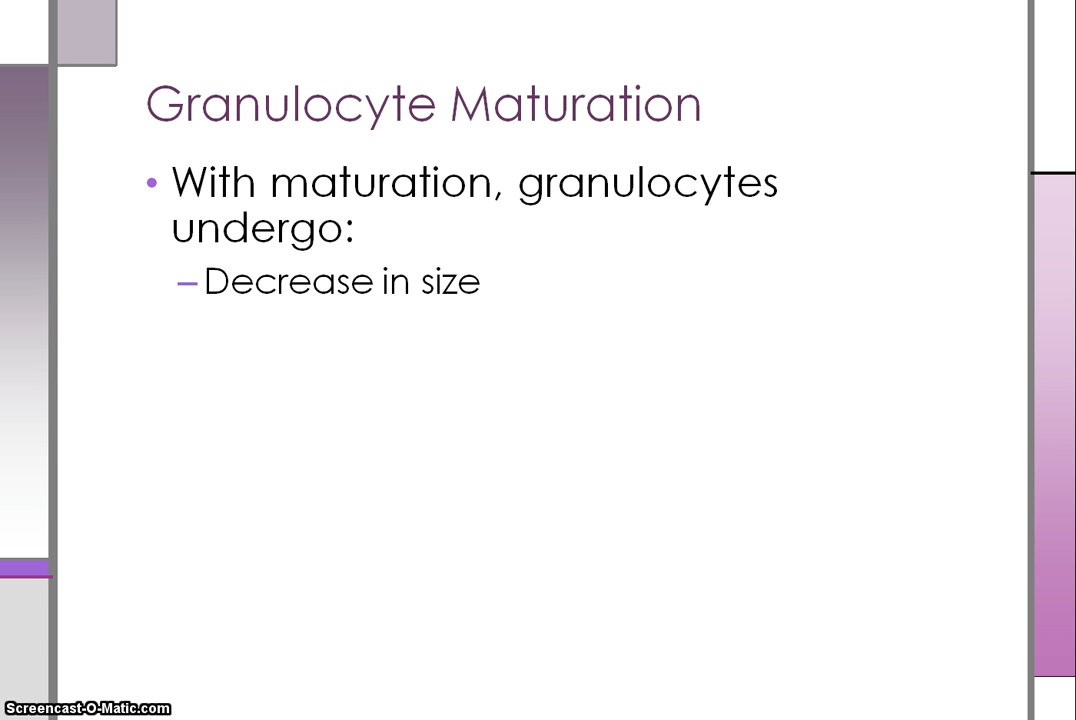 Granulocyte Maturation
• With maturation, granulocytes
undergo:
– Decrease in size
Screencast-O-Matic.com